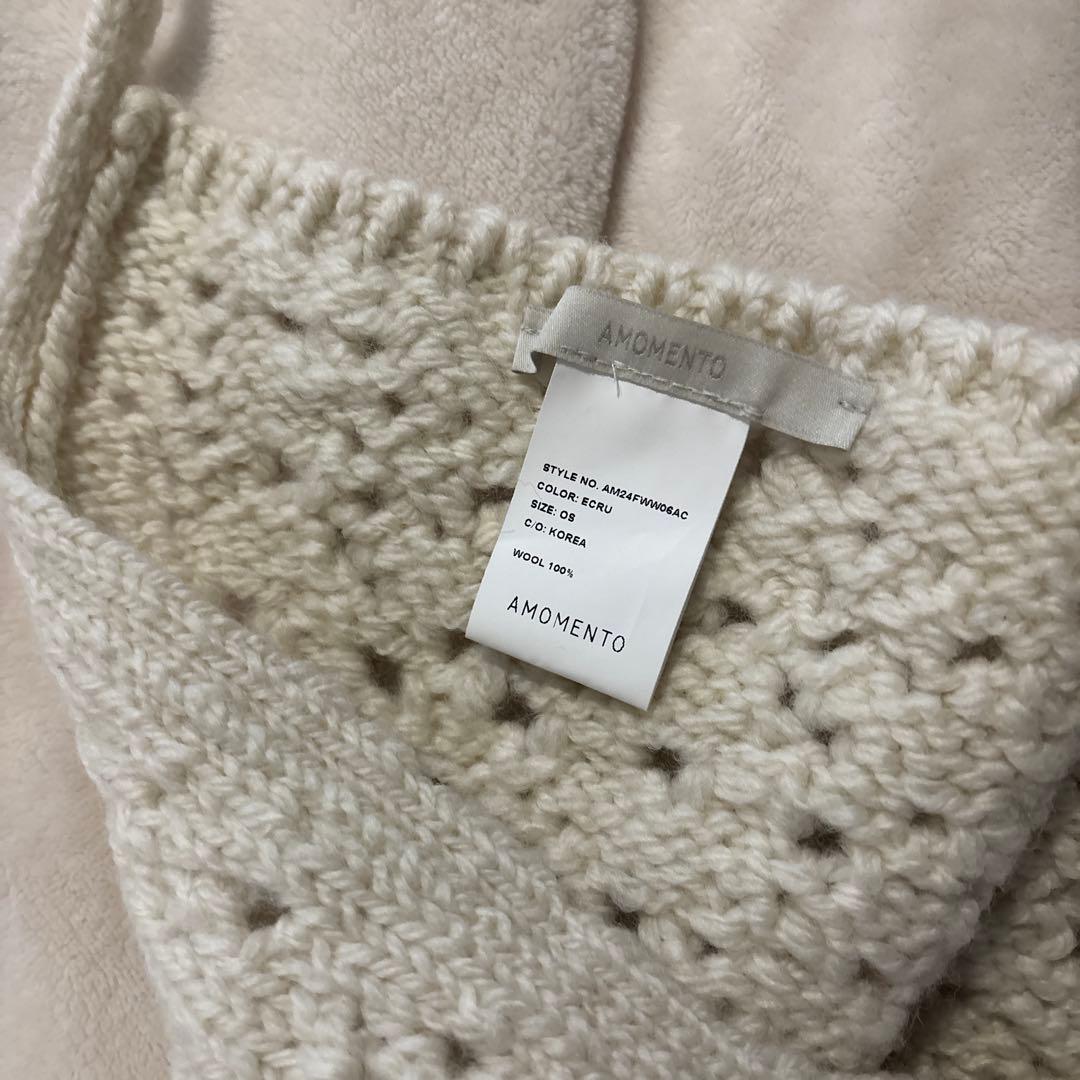 AMOMENTO
STYLE NO. AM24FWW06AC
COLOR: ECRU
SIZE: OS
C/O: KOREA
WOOL 100%
AMOMENTO